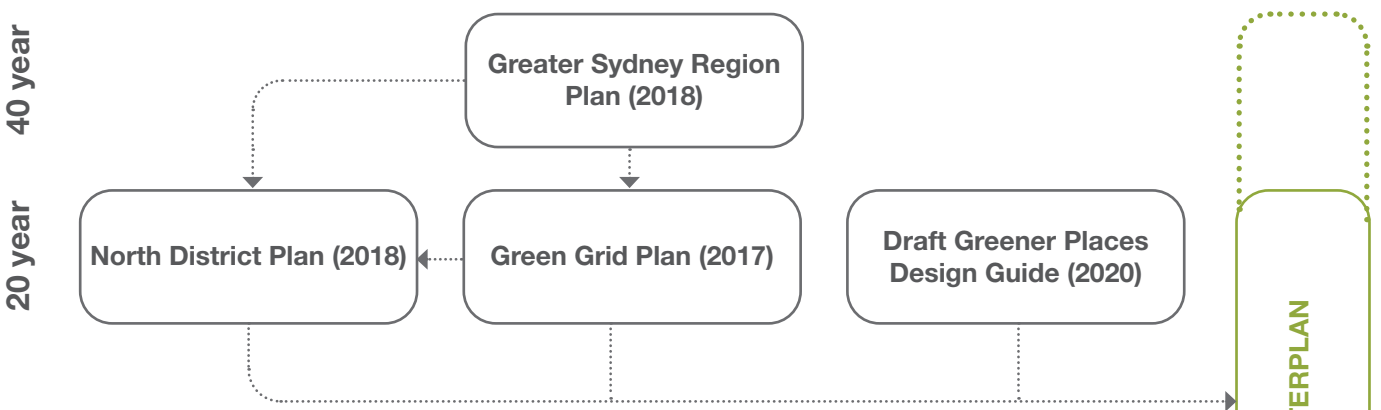 40 year
Greater Sydney Region
Plan (2018)
20 year
North District Plan (2018)
Green Grid Plan (2017)
Draft Greener Places
Design Guide (2020)